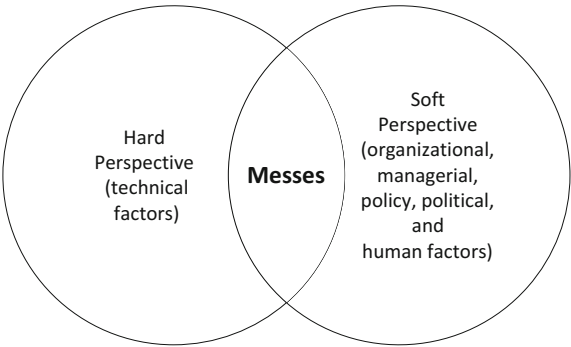 Hard
Perspective
(technical
factors)
Messes
Soft
Perspective
(organizational,
managerial,
policy, political,
and
human factors)